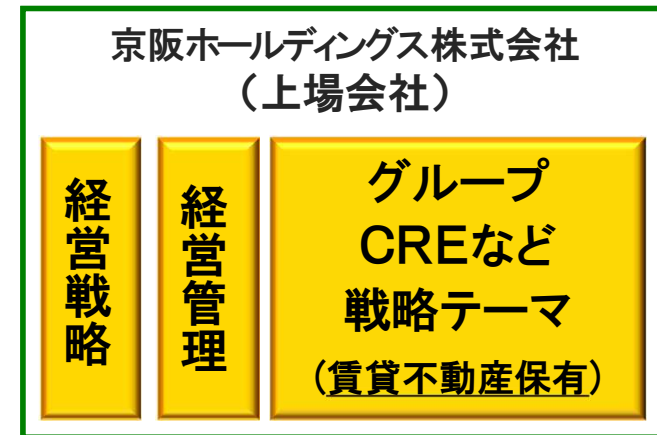 京阪ホールディングス株式会社
（上場会社）
経営戦略
経営管理
グループ
CREなど
戦略テーマ
（賃貸不動産保有）